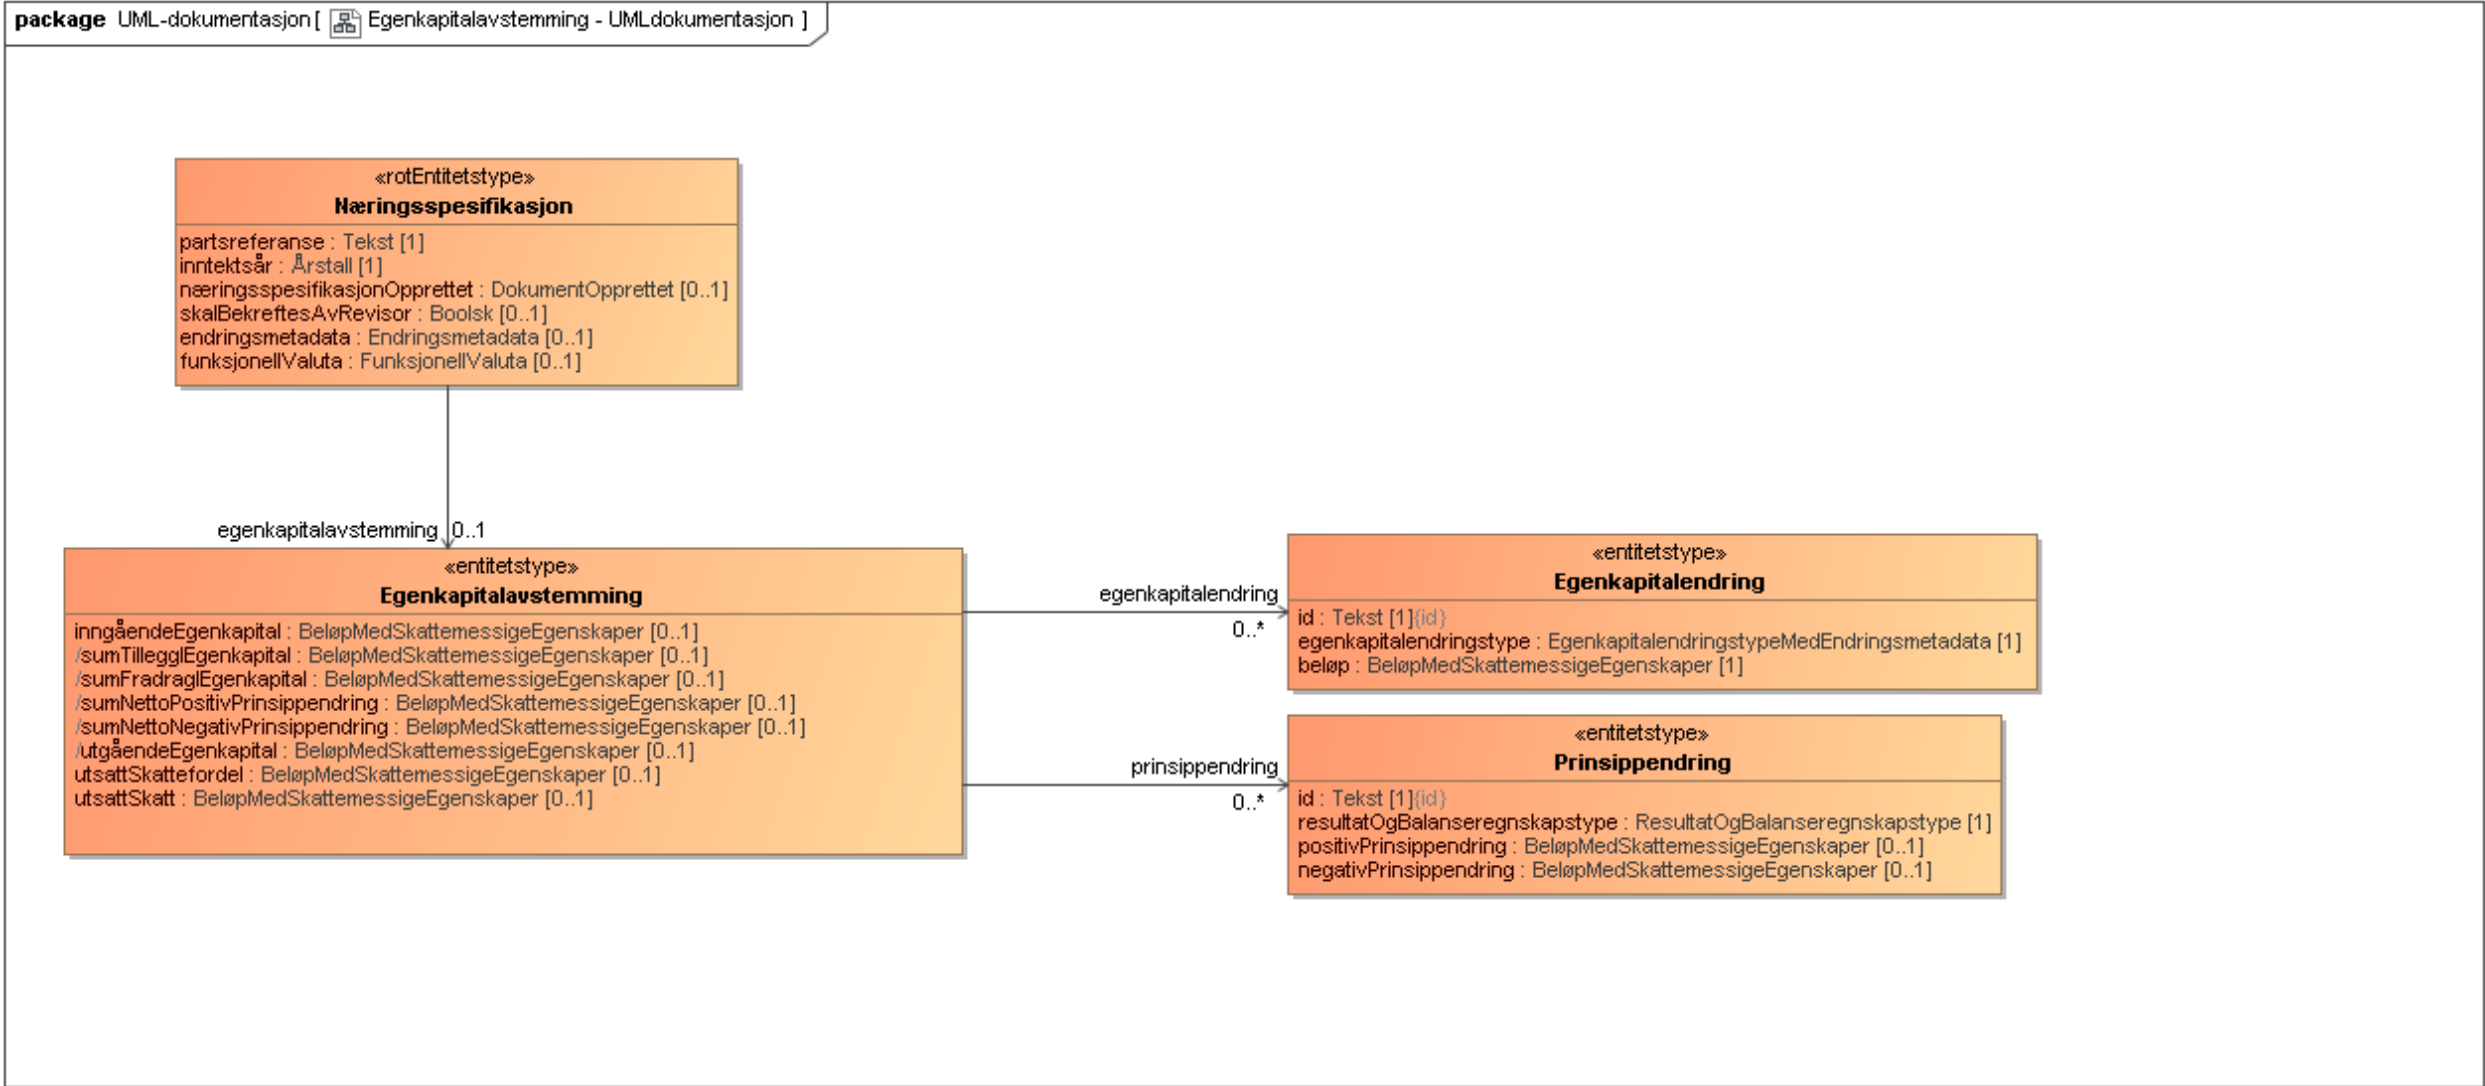 package UML-dokumentasjon [ Egenkapitalavstemming - UMLdokumentasjon ]
«rotEntitetstype»
Næringsspesifikasjon
partsreferanse : Tekst [1]
inntektsår : Årstall [1]
næringsspesifikasjonOpprettet : DokumentOpprettet [0..1]
skalBekreftesAvRevisor : Boolsk [0..1]
endringsmetadata : Endringsmetadata [0..1]
funksjonellValuta : FunksjonellValuta [0..1]
egenkapitalavstemming 0..1
«entitetstype»
Egenkapitalavstemming
inngåendeEgenkapital : BeløpMedSkattemessigeEgenskaper [0..1]
/sumTilleggIEgenkapital : BeløpMedSkattemessigeEgenskaper [0..1]
/sumFradragIEgenkapital : BeløpMedSkattemessigeEgenskaper [0..1]
/sumNettoPositivPrinsippendring : BeløpMedSkattemessigeEgenskaper [0..1]
/sumNettoNegativPrinsippendring : BeløpMedSkattemessigeEgenskaper [0..1]
/utgåendeEgenkapital : BeløpMedSkattemessigeEgenskaper [0..1]
utsattSkattefordel : BeløpMedSkattemessigeEgenskaper [0..1]
utsattSkatt : BeløpMedSkattemessigeEgenskaper [0..1]
egenkapitalendring
0..*
«entitetstype»
Egenkapitalendring
id : Tekst [1]{id}
egenkapitalendringstype : EgenkapitalendringstypeMedEndringsmetadata [1]
beløp : BeløpMedSkattemessigeEgenskaper [1]
prinsippendring
0..*
«entitetstype»
Prinsippendring
id : Tekst [1]{id}
resultatOgBalanseregnskapstype : ResultatOgBalanseregnskapstype [1]
positivPrinsippendring : BeløpMedSkattemessigeEgenskaper [0..1]
negativPrinsippendring : BeløpMedSkattemessigeEgenskaper [0..1]